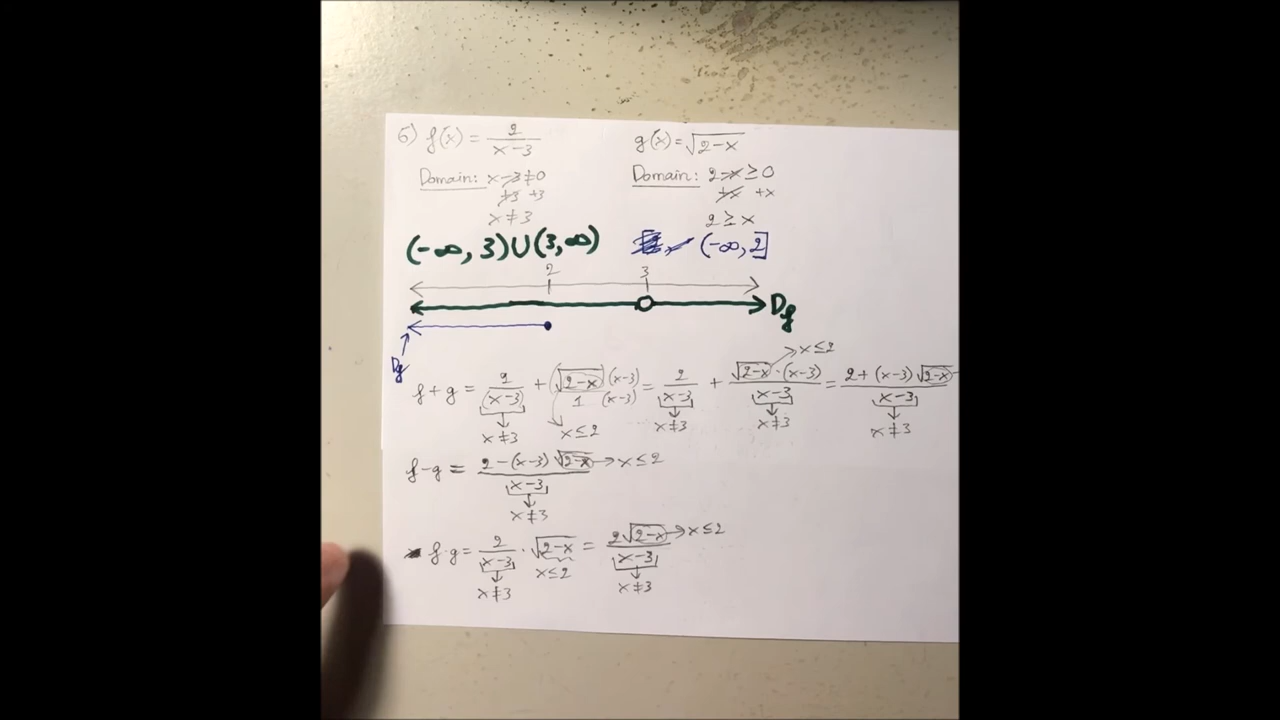 5) f(x) = 2/(x-3)    g(x) = √(2-x)
Domain: x-3≠0    Domain: 2-x ≥ 0
+3 +3    +x +x
x≠3    2 ≥ x
(-∞, 3)∪(3, ∞)    (-∞, 2]
2    3
Df
Dg
f+g = 2/(x-3) + √(2-x)/1 (x-3)/(x-3) = 2/(x-3) + √(2-x)·(x-3)/(x-3) = (2+(x-3)√(2-x))/(x-3)
x≤2
x≠3    x≤2    x≠3    x≠3    x≠3
f-g = (2-(x-3)√(2-x))/(x-3) → x≤2
x≠3
f·g = 2/(x-3) · √(2-x) = 2√(2-x)/(x-3) → x≤2
x≠3    x≤2    x≠3